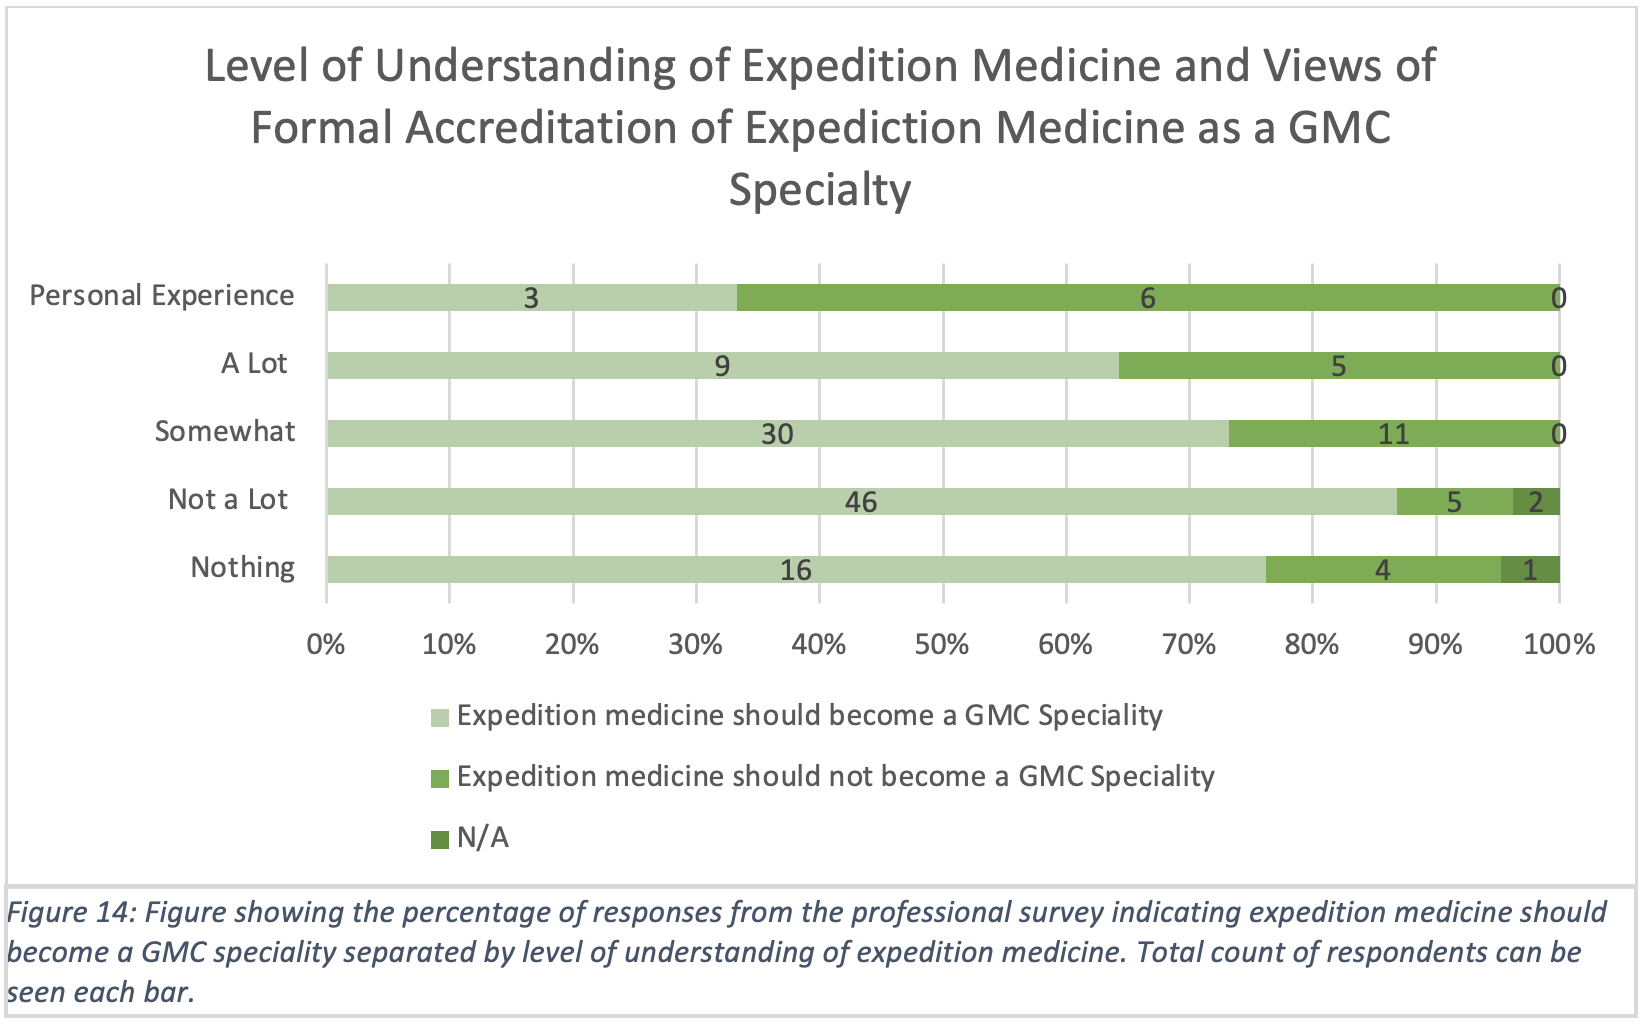 Level of Understanding of Expedition Medicine and Views of
Formal Accreditation of Expediction Medicine as a GMC
Specialty
Personal Experience 3 6 0
A Lot 9 5 0
Somewhat 30 11 0
Not a Lot 46 5 2
Nothing 16 4 1
0% 10% 20% 30% 40% 50% 60% 70% 80% 90% 100%
Expedition medicine should become a GMC Speciality
Expedition medicine should not become a GMC Speciality
N/A
Figure 14: Figure showing the percentage of responses from the professional survey indicating expedition medicine should
become a GMC speciality separated by level of understanding of expedition medicine. Total count of respondents can be
seen each bar.